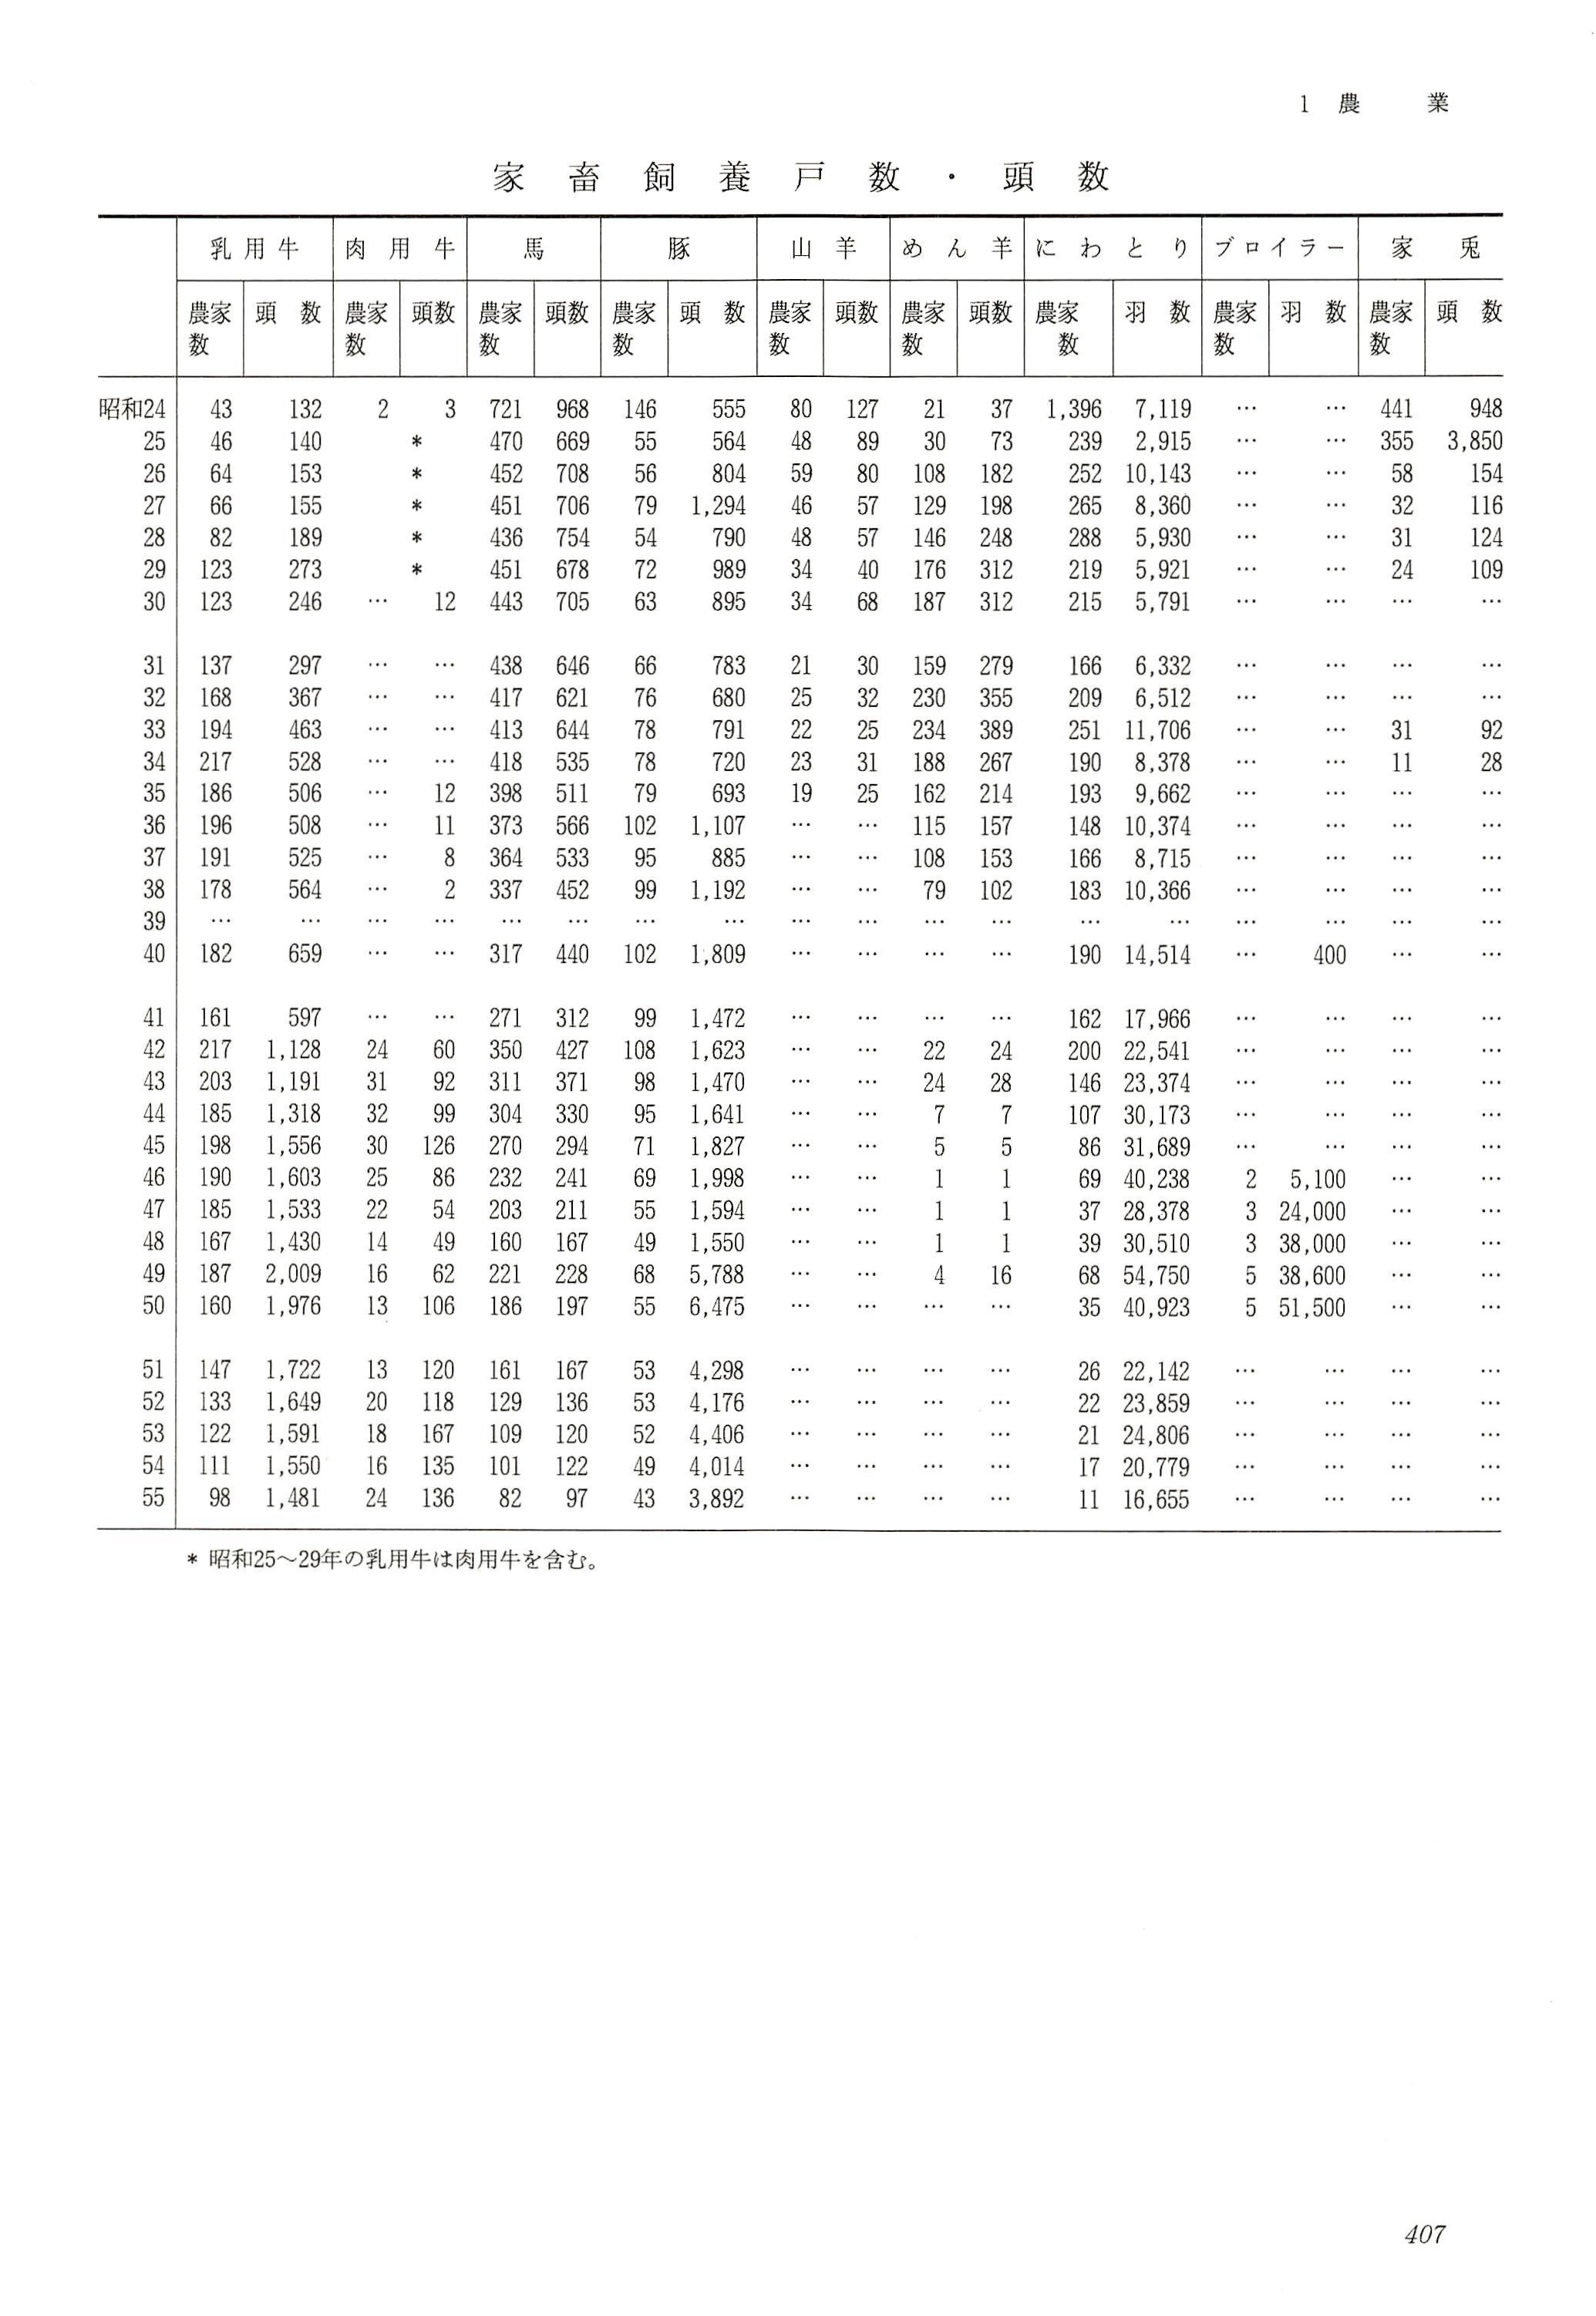 1 農 業
家畜飼養戸数・頭数
乳用牛 肉用牛 馬 豚 山羊 めん羊 にわとり ブロイラー 家兎
農家数 頭数 農家数 頭数 農家数 頭数 農家数 頭数 農家数 頭数 農家数 頭数 農家数 羽数 農家数 羽数 農家数 頭数
昭和24 43 132 2 3 721 968 146 555 80 127 21 37 1,396 7,119 … … 441 948
25 46 140 * 470 669 55 564 48 89 30 73 239 2,915 … … 355 3,850
26 64 153 * 452 708 56 804 59 80 108 182 252 10,143 … … 58 154
27 66 155 * 451 706 79 1,294 46 57 129 198 265 8,360 … … 32 116
28 82 189 * 436 754 54 790 48 57 146 248 288 5,930 … … 31 124
29 123 273 * 451 678 72 989 34 40 176 312 219 5,921 … … 24 109
30 123 246 … 12 443 705 63 895 34 68 187 312 215 5,791 … … … …
31 137 297 … … 438 646 66 783 21 30 159 279 166 6,332 … … … …
32 168 367 … … 417 621 76 680 25 32 230 355 209 6,512 … … … …
33 194 463 … … 413 644 78 791 22 25 234 389 251 11,706 … … 31 92
34 217 528 … … 418 535 78 720 23 31 188 267 190 8,378 … … 11 28
35 186 506 … 12 398 511 79 693 19 25 162 214 193 9,662 … … … …
36 196 508 … 11 373 566 102 1,107 … … 115 157 148 10,374 … … … …
37 191 525 … 8 364 533 95 885 … … 108 153 166 8,715 … … … …
38 178 564 … 2 337 452 99 1,192 … … 79 102 183 10,366 … … … …
39 … … … … … … … … … … … … … … … … … …
40 182 659 … … 317 440 102 1,809 … … … … 190 14,514 … 400 … …
41 161 597 … … 271 312 99 1,472 … … … … 162 17,966 … … … …
42 217 1,128 24 60 350 427 108 1,623 … … 22 24 200 22,541 … … … …
43 203 1,191 31 92 311 371 98 1,470 … … 24 28 146 23,374 … … … …
44 185 1,318 32 99 304 330 95 1,641 … … 7 7 107 30,173 … … … …
45 198 1,556 30 126 270 294 71 1,827 … … 5 5 86 31,689 … … … …
46 190 1,603 25 86 232 241 69 1,998 … … 1 1 69 40,238 2 5,100 … …
47 185 1,533 22 54 203 211 55 1,594 … … 1 1 37 28,378 3 24,000 … …
48 167 1,430 14 49 160 167 49 1,550 … … 1 1 39 30,510 3 38,000 … …
49 187 2,009 16 62 221 228 68 5,788 … … 4 16 68 54,750 5 38,600 … …
50 160 1,976 13 106 186 197 55 6,475 … … … … 35 40,923 5 51,500 … …
51 147 1,722 13 120 161 167 53 4,298 … … … … 26 22,142 … … … …
52 133 1,649 20 118 129 136 53 4,176 … … … … 22 23,859 … … … …
53 122 1,591 18 167 109 120 52 4,406 … … … … 21 24,806 … … … …
54 111 1,550 16 135 101 122 49 4,014 … … … … 17 20,779 … … … …
55 98 1,481 24 136 82 97 43 3,892 … … … … 11 16,655 … … … …
* 昭和25〜29年の乳用牛は肉用牛を含む。
407